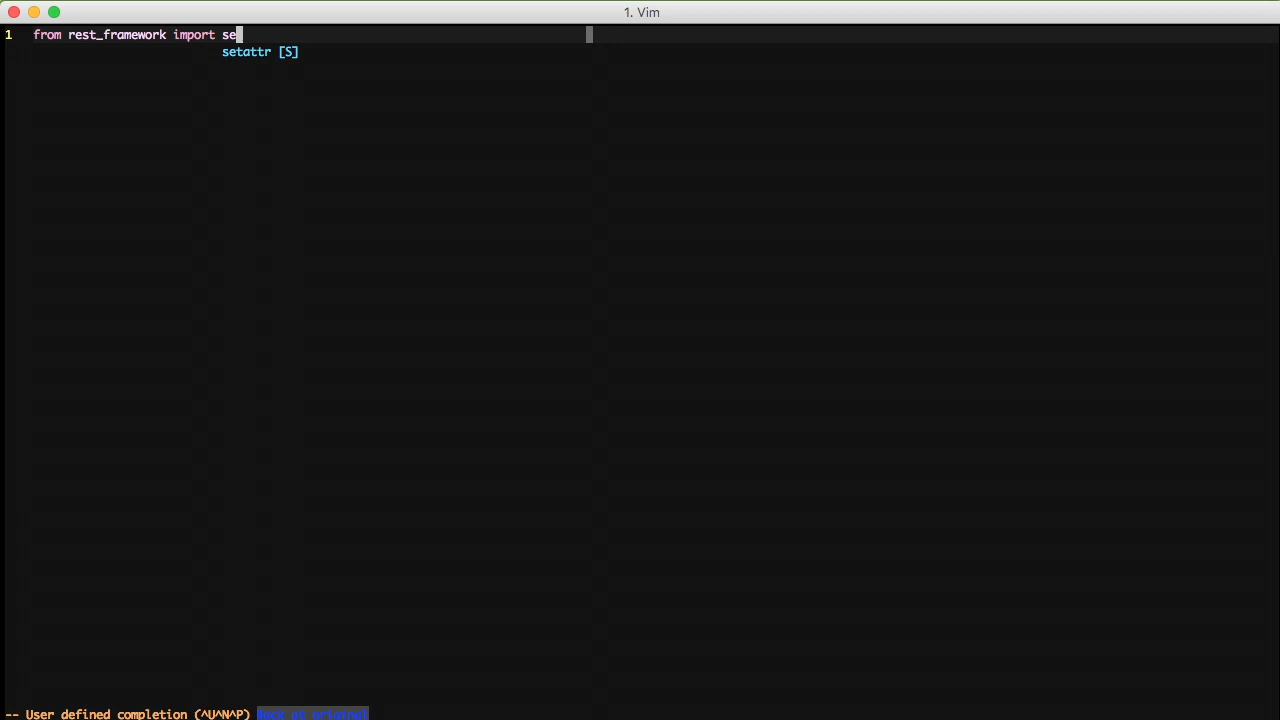 1. Vim
1 from rest_framework import se
setattr [S]
-- User defined completion (^U^N^P) Back at original